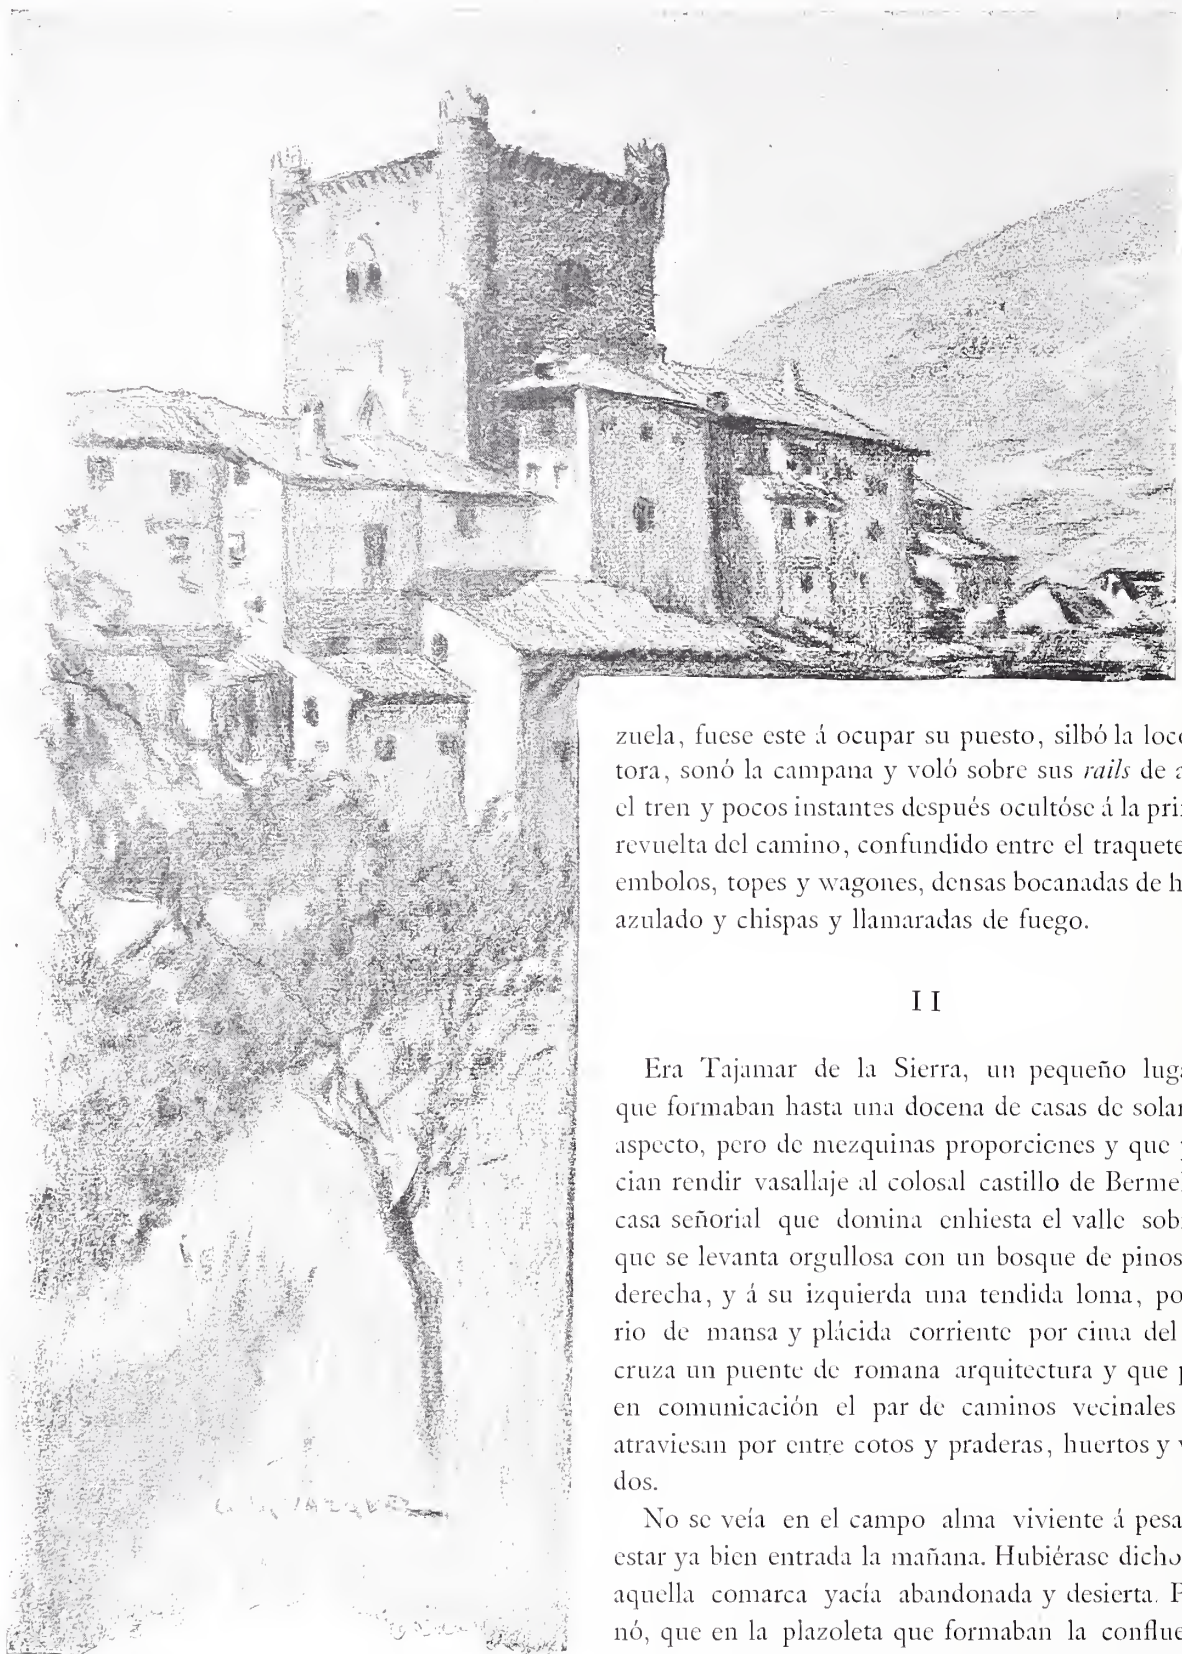 zuela, fuese este á ocupar su puesto, silbó la loco
tora, sonó la campana y voló sobre sus rails de a
el tren y pocos instantes después ocultóse á la pri
revuelta del camino, confundido entre el traquete
embolos, topes y wagones, densas bocanadas de h
azulado y chispas y llamaradas de fuego.
II
Era Tajamar de la Sierra, un pequeño luga
que formaban hasta una docena de casas de solar
aspecto, pero de mezquinas proporciones y que
cian rendir vasallaje al colosal castillo de Berme
casa señorial que domina enhiesta el valle sob
que se levanta orgullosa con un bosque de pinos
derecha, y á su izquierda una tendida loma, po
rio de mansa y plácida corriente por cima del
cruza un puente de romana arquitectura y que p
en comunicación el par de caminos vecinales
atraviesan por entre cotos y praderas, huertos y v
dos.
No se veía en el campo alma viviente á pesa
estar ya bien entrada la mañana. Hubiérase dicho
aquella comarca yacía abandonada y desierta. P
nó, que en la plazoleta que formaban la conflue
VAZQUEZ